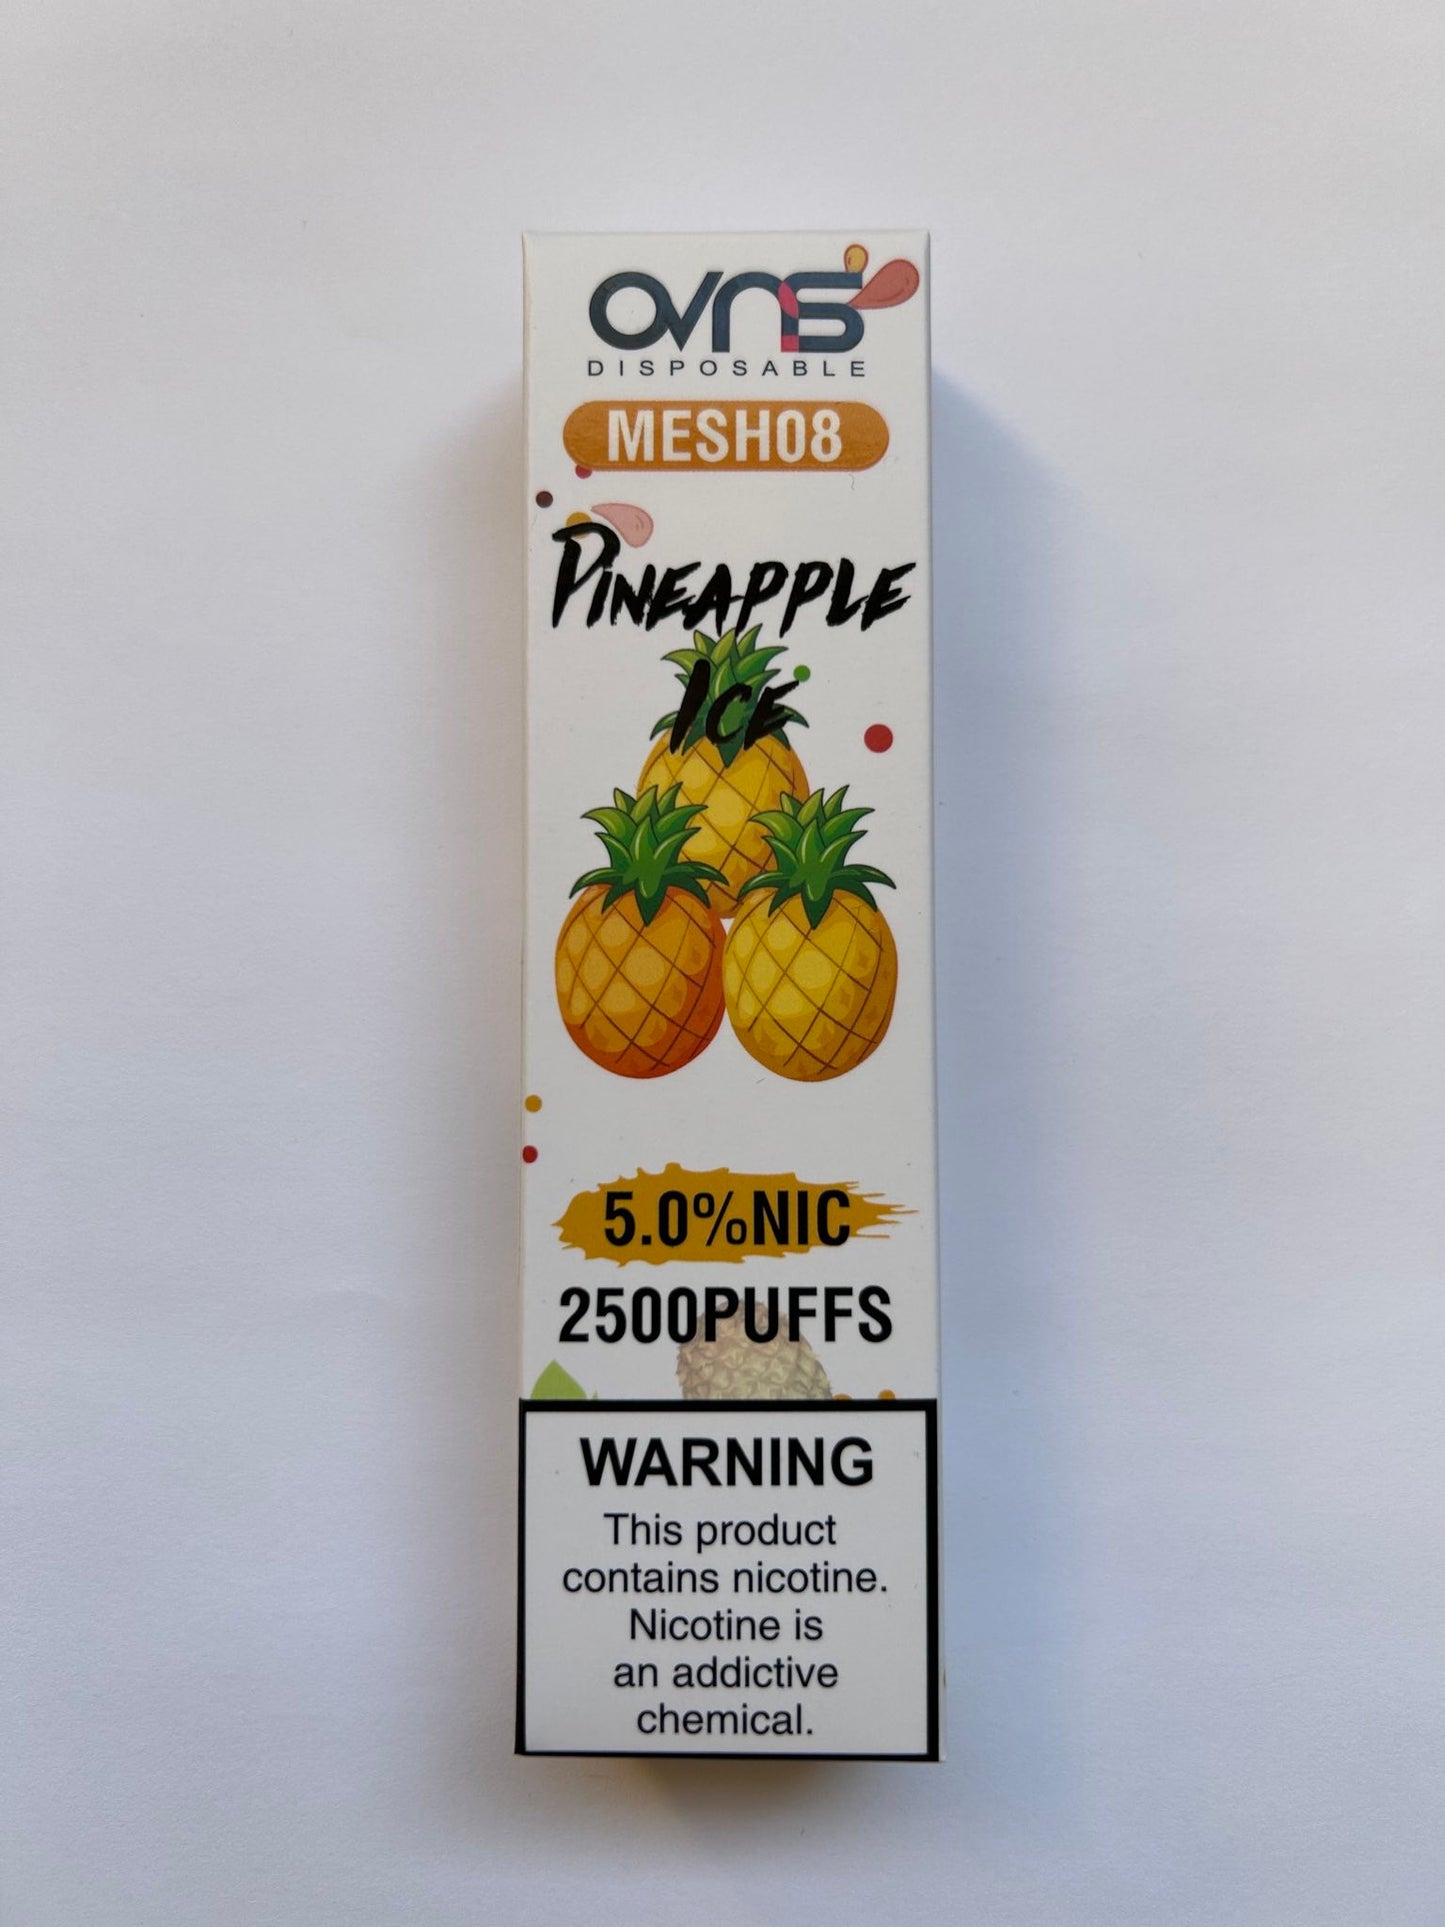 OVNS
DISPOSABLE
MESH08
PINEAPPLE
ICE
5.0%NIC
2500PUFFS
WARNING
This product
contains nicotine.
Nicotine is
an addictive
chemical.